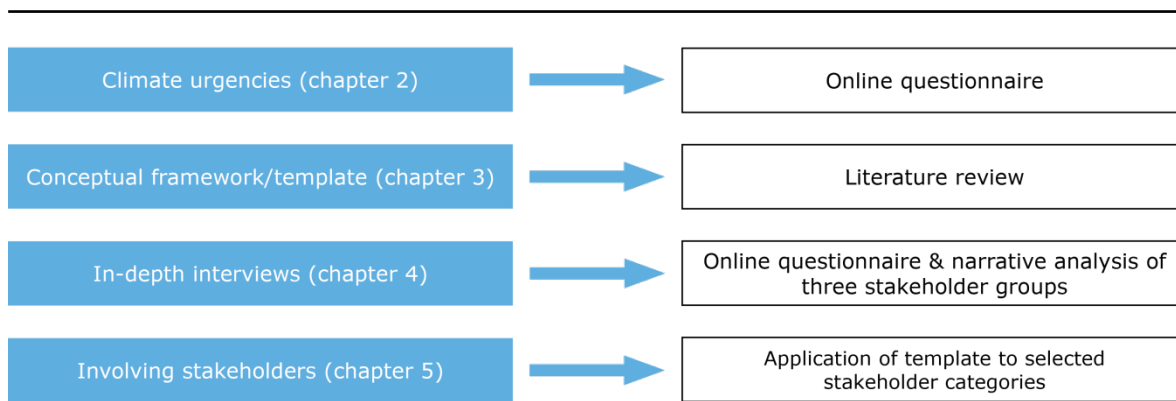 Climate urgencies (chapter 2)
Online questionnaire
Conceptual framework/template (chapter 3)
Literature review
In-depth interviews (chapter 4)
Online questionnaire & narrative analysis of
three stakeholder groups
Involving stakeholders (chapter 5)
Application of template to selected
stakeholder categories